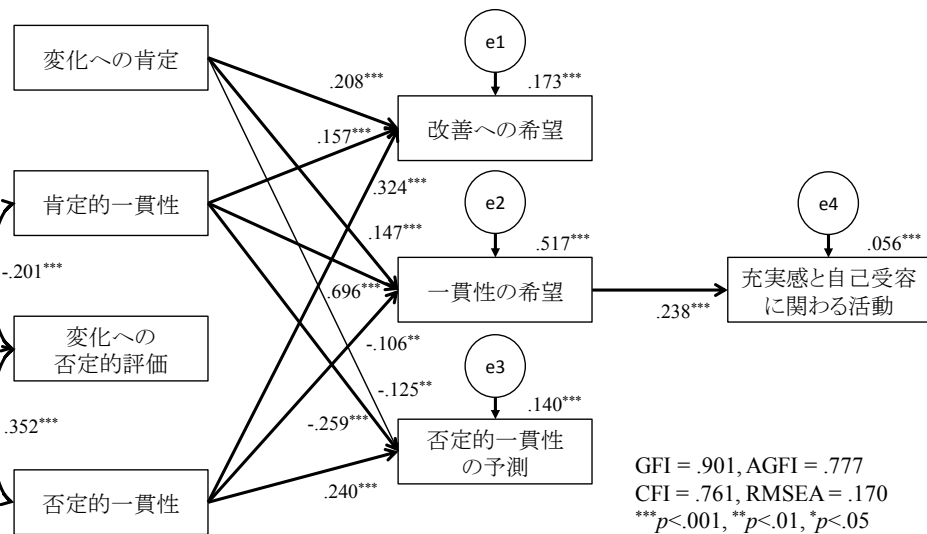 e1
変化への肯定
.208***
.173***
改善への希望
.157***
肯定的一貫性
.324***
e2
e4
.147***
.517***
.056***
-.201***
.696***
一貫性の希望
.238***
充実感と自己受容
に関わる活動
変化への
否定的評価
-.106**
e3
-.125**
.140***
.352***
-.259***
否定的一貫性
の予測
否定的一貫性
.240***
GFI = .901, AGFI = .777
CFI = .761, RMSEA = .170
***p<.001, **p<.01, *p<.05